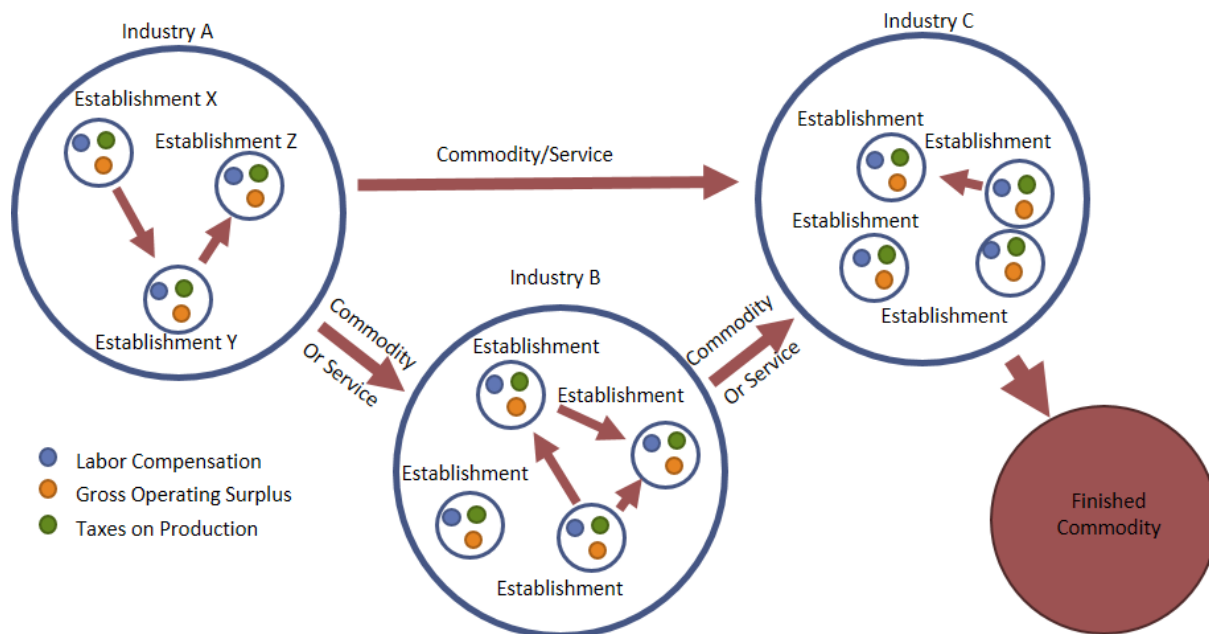 Industry A
Establishment X
Establishment Z
Establishment Y
Commodity/Service
Commodity
Or Service
Industry B
Establishment
Establishment
Establishment
Establishment
Commodity
Or Service
Industry C
Establishment
Establishment
Establishment
Establishment
Labor Compensation
Gross Operating Surplus
Taxes on Production
Finished
Commodity